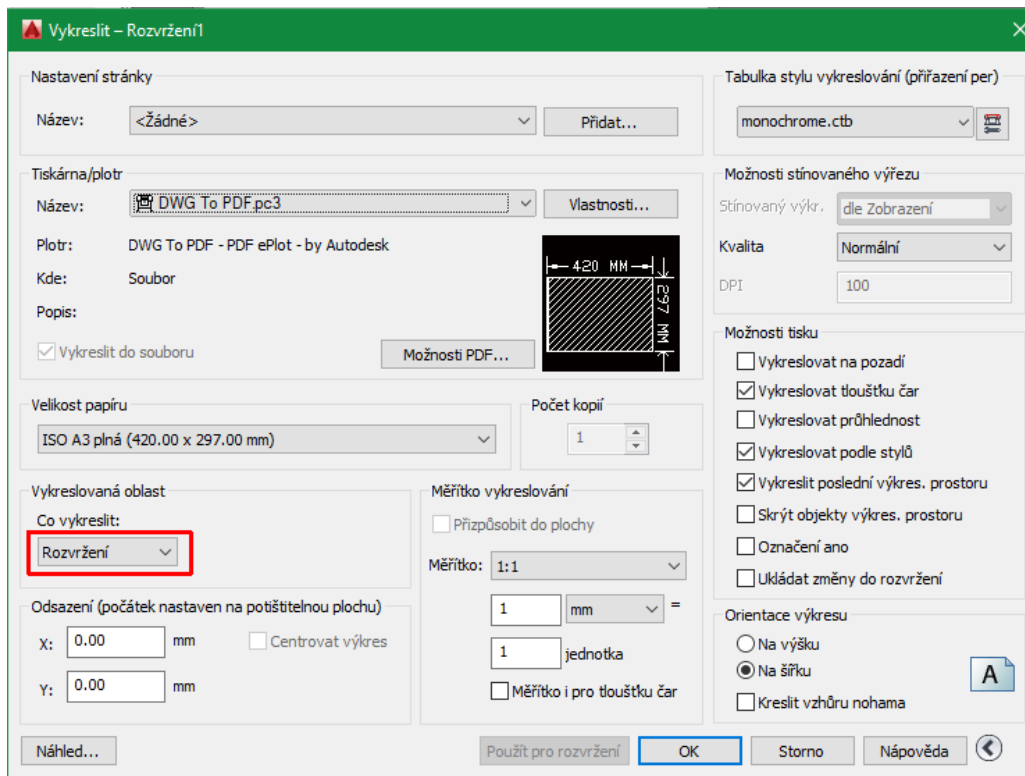 Vykreslit – Rozvržení1
Nastavení stránky
Název: <Žádné> Přidat...
Tabulka stylu vykreslování (přiřazení per)
monochrome.ctb
Tiskárna/plotr
Název: DWG To PDF.pc3 Vlastnosti...
Plotr: DWG To PDF - PDF ePlot - by Autodesk
Kde: Soubor
Popis:
Vykreslit do souboru Možnosti PDF...
420 MM
297 MM
Možnosti stínovaného výřezu
Stínovaný výkr. dle Zobrazení
Kvalita Normální
DPI 100
Velikost papíru
ISO A3 plná (420.00 x 297.00 mm)
Počet kopií
1
Možnosti tisku
Vykreslovat na pozadí
Vykreslovat tloušťku čar
Vykreslovat průhlednost
Vykreslovat podle stylů
Vykreslit poslední výkres. prostoru
Skrýt objekty výkres. prostoru
Označení ano
Ukládat změny do rozvržení
Vykreslovaná oblast
Co vykreslit:
Rozvržení
Měřítko vykreslování
Přizpůsobit do plochy
Měřítko: 1:1
1 mm =
1 jednotka
Měřítko i pro tloušťku čar
Odsazení (počátek nastaven na potištitelnou plochu)
X: 0.00 mm Centrovat výkres
Y: 0.00 mm
Orientace výkresu
Na výšku
Na šířku
Kreslit vzhůru nohama
A
Náhled... Použít pro rozvržení OK Storno Nápověda